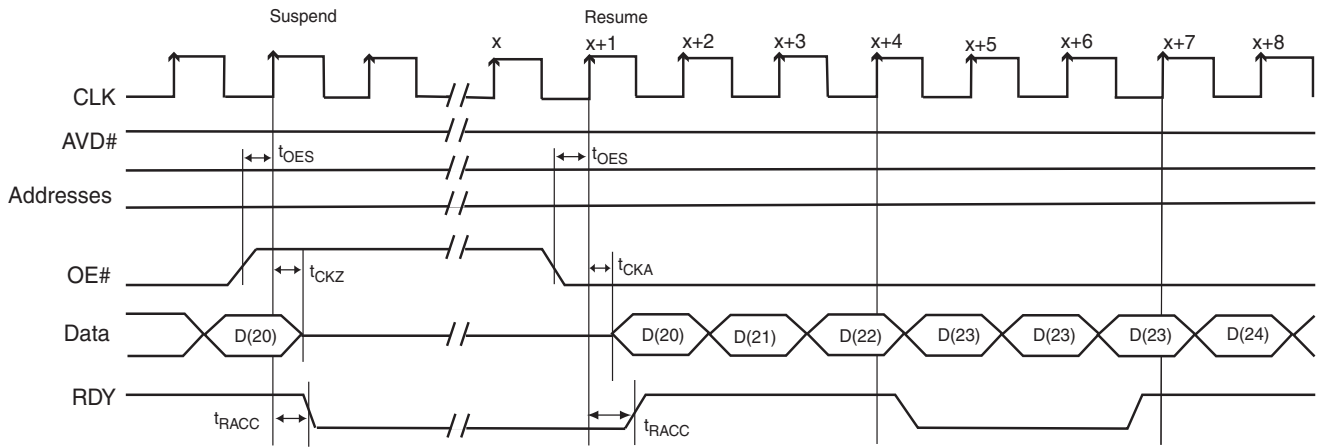 Suspend Resume
x x+1 x+2 x+3 x+4 x+5 x+6 x+7 x+8
CLK
AVD#
tOES tOES
Addresses
OE#
tCKZ tCKA
Data D(20) D(20) D(21) D(22) D(23) D(23) D(23) D(24)
RDY
tRACC tRACC